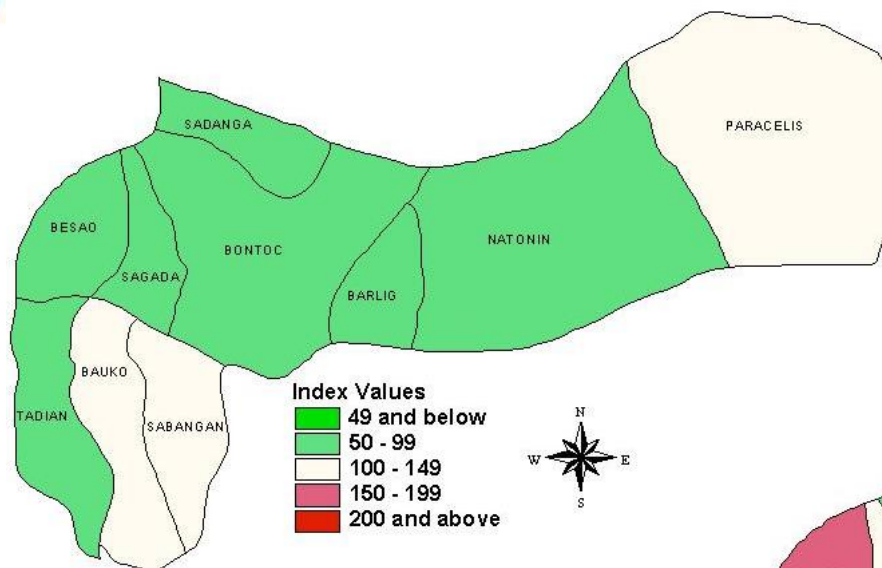 SADANGA
PARACELIS
BESAO
BONTOC
NATONIN
SAGADA
BARLIG
BAUKO
TADIAN
SABANGAN
Index Values
49 and below
50 - 99
100 - 149
150 - 199
200 and above
N
W E
S